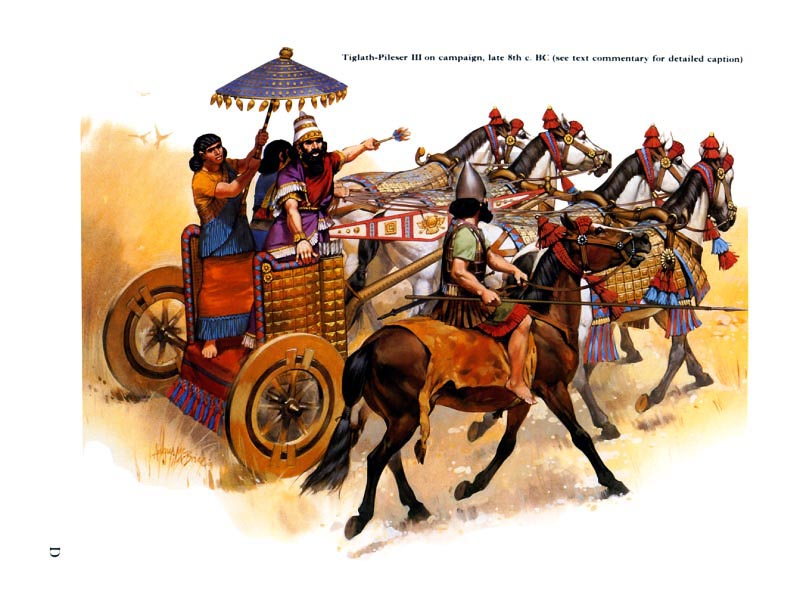 Tiglath-Pileser III on campaign, late 8th c. BC (see text commentary for detailed caption)
D